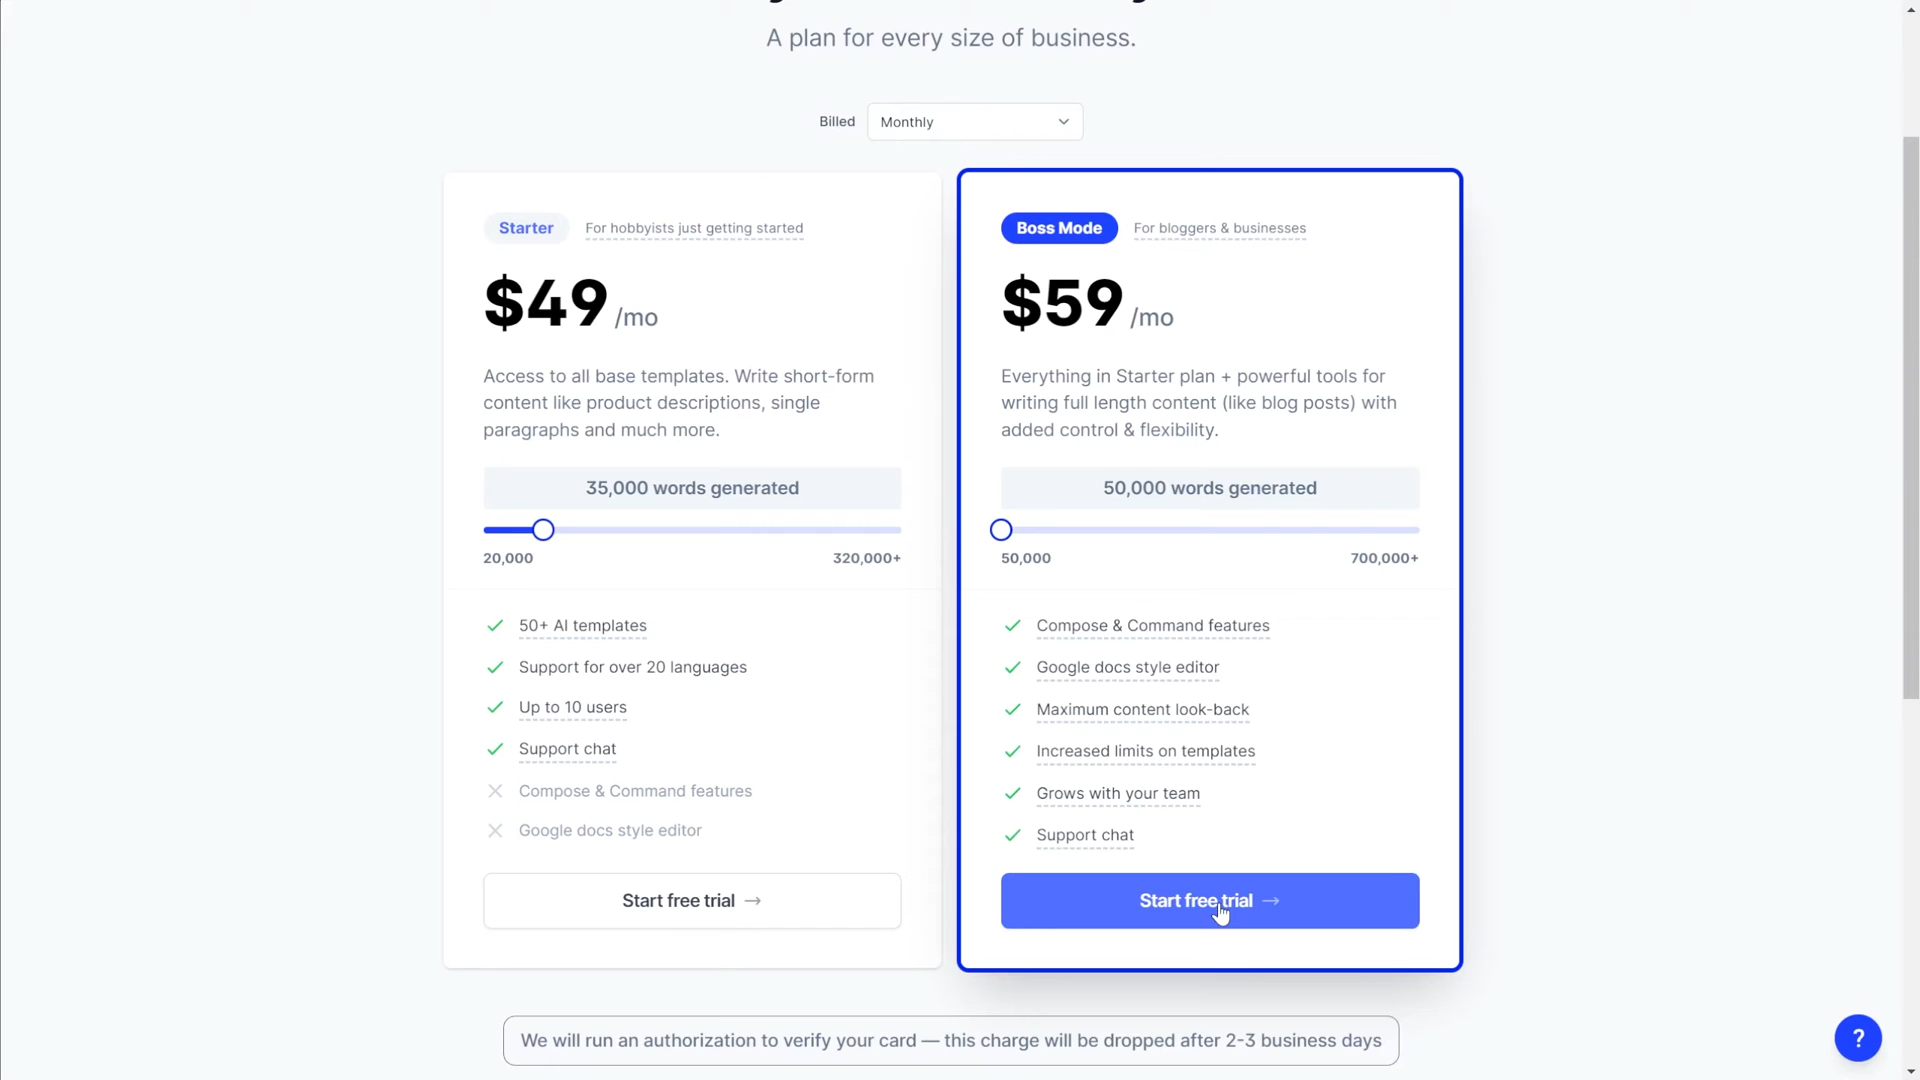 A plan for every size of business.
Billed Monthly
Starter For hobbyists just getting started
$49 /mo
Access to all base templates. Write short-form
content like product descriptions, single
paragraphs and much more.
35,000 words generated
20,000 320,000+
50+ AI templates
Support for over 20 languages
Up to 10 users
Support chat
Compose & Command features
Google docs style editor
Start free trial →
Boss Mode For bloggers & businesses
$59 /mo
Everything in Starter plan + powerful tools for
writing full length content (like blog posts) with
added control & flexibility.
50,000 words generated
50,000 700,000+
Compose & Command features
Google docs style editor
Maximum content look-back
Increased limits on templates
Grows with your team
Support chat
Start free trial →
We will run an authorization to verify your card — this charge will be dropped after 2-3 business days
?